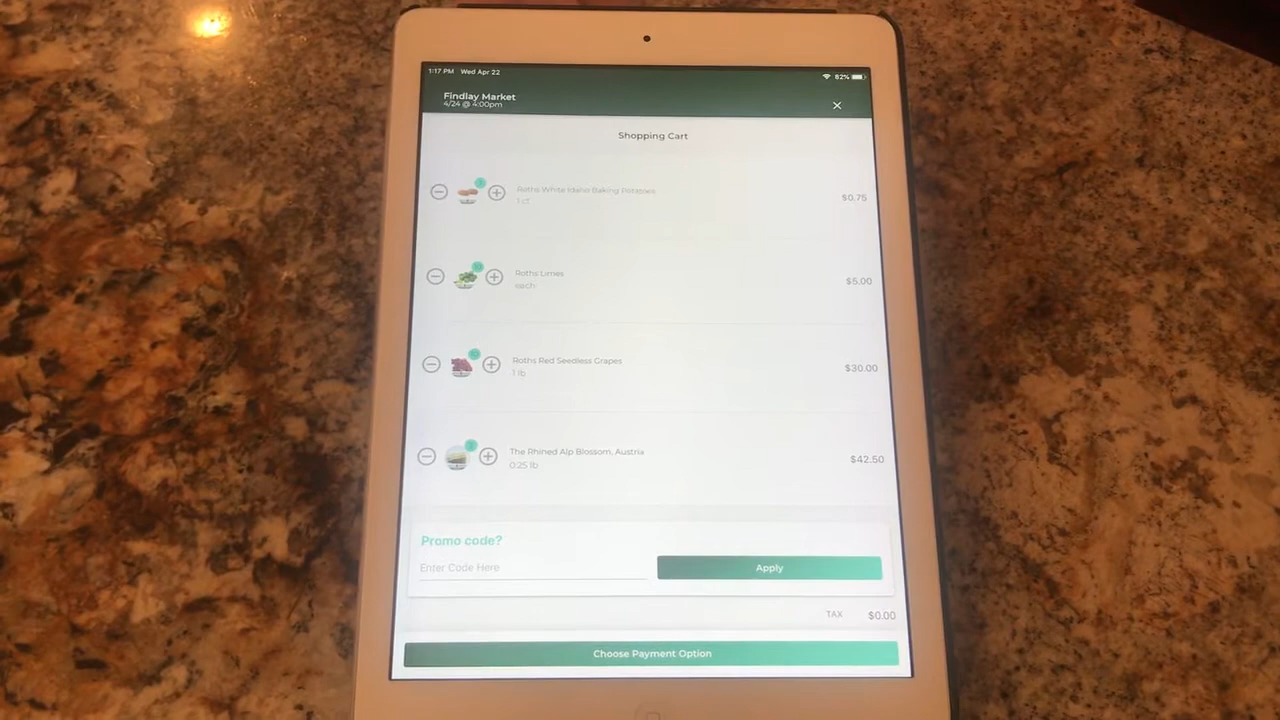 1:17 PM Wed Apr 22
82%
Findlay Market
4/24 @ 4:00pm
Shopping Cart
Roths White Idaho Baking Potatoes
1 ct
$0.75
Roths Limes
each
$5.00
Roths Red Seedless Grapes
1 lb
$30.00
The Rhined Alp Blossom, Austria
0.25 lb
$42.50
Promo code?
Enter Code Here
Apply
TAX $0.00
Choose Payment Option